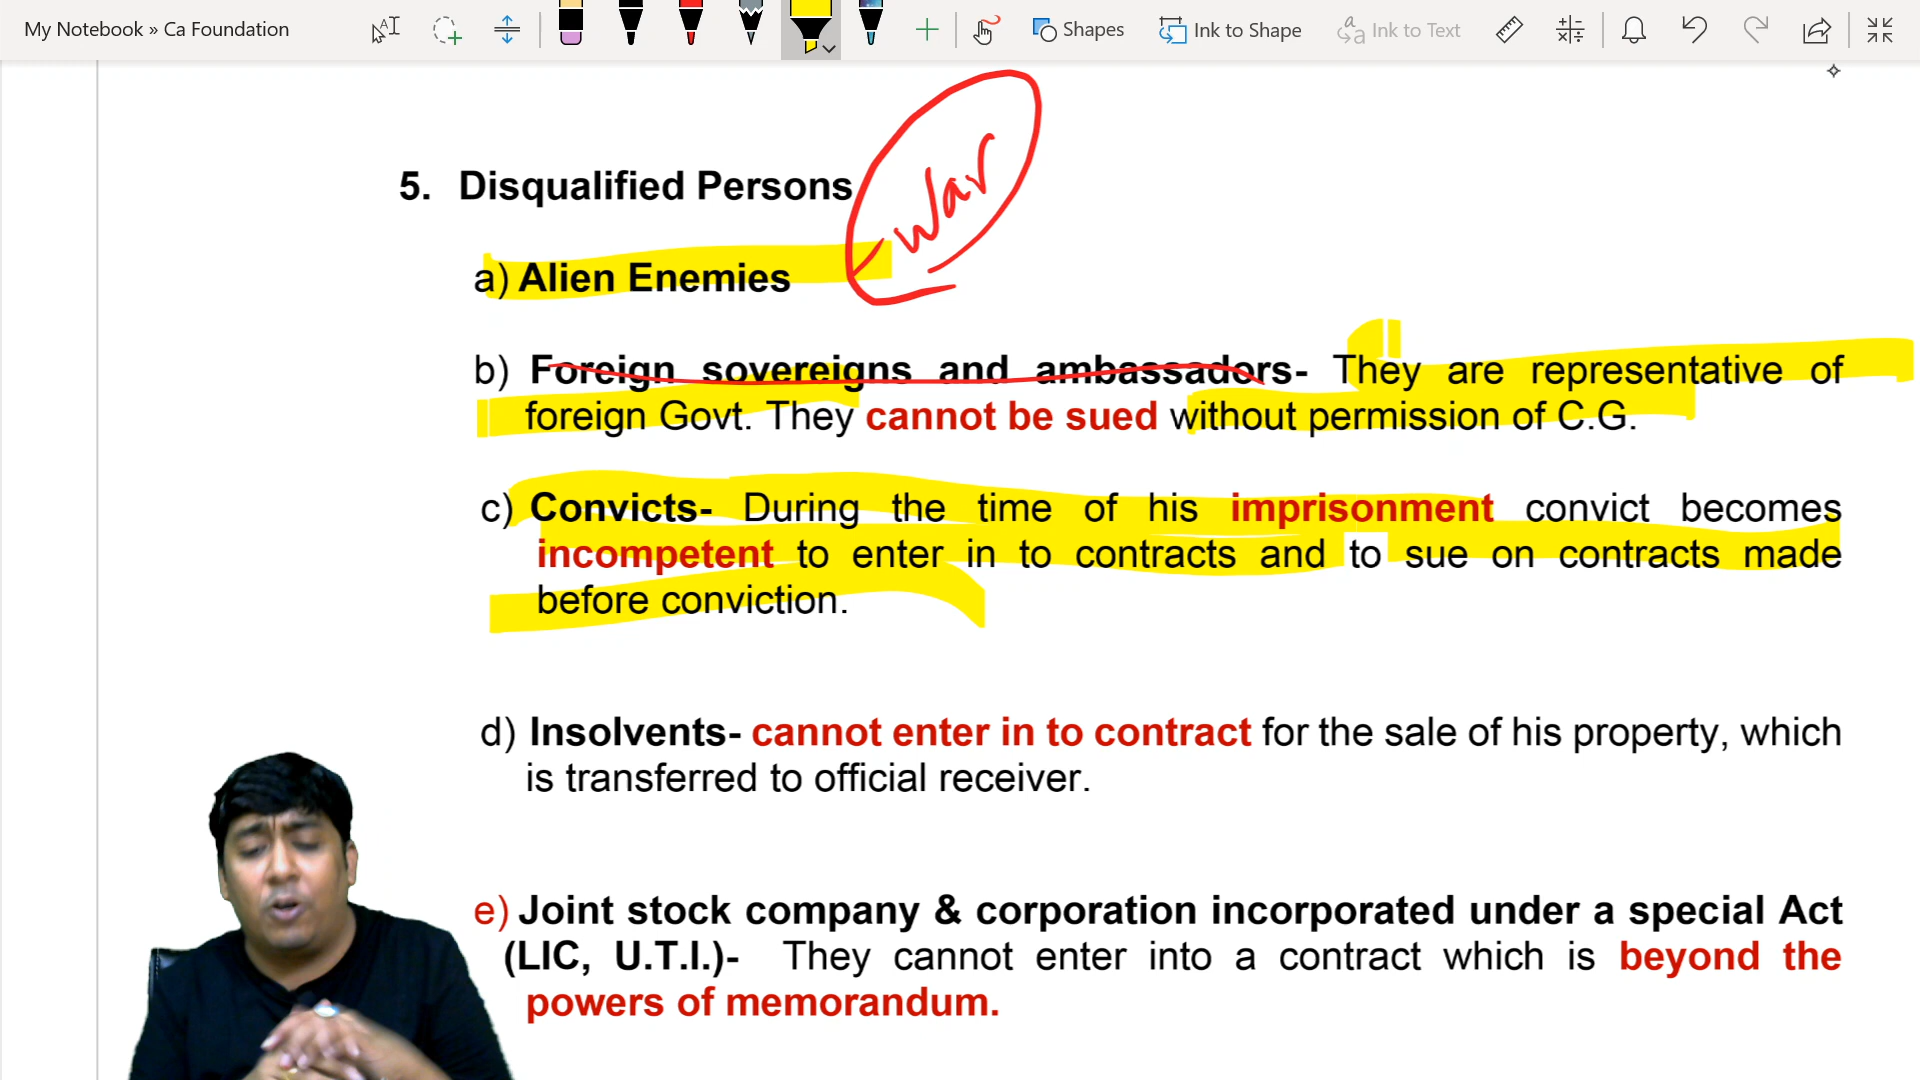 My Notebook » Ca Foundation
Shapes
Ink to Shape
Ink to Text
War
5. Disqualified Persons
a) Alien Enemies
b) Foreign sovereigns and ambassadors- They are representative of
foreign Govt. They cannot be sued without permission of C.G.
c) Convicts- During the time of his imprisonment convict becomes
incompetent to enter in to contracts and to sue on contracts made
before conviction.
d) Insolvents- cannot enter in to contract for the sale of his property, which
is transferred to official receiver.
e) Joint stock company & corporation incorporated under a special Act
(LIC, U.T.I.)- They cannot enter into a contract which is beyond the
powers of memorandum.